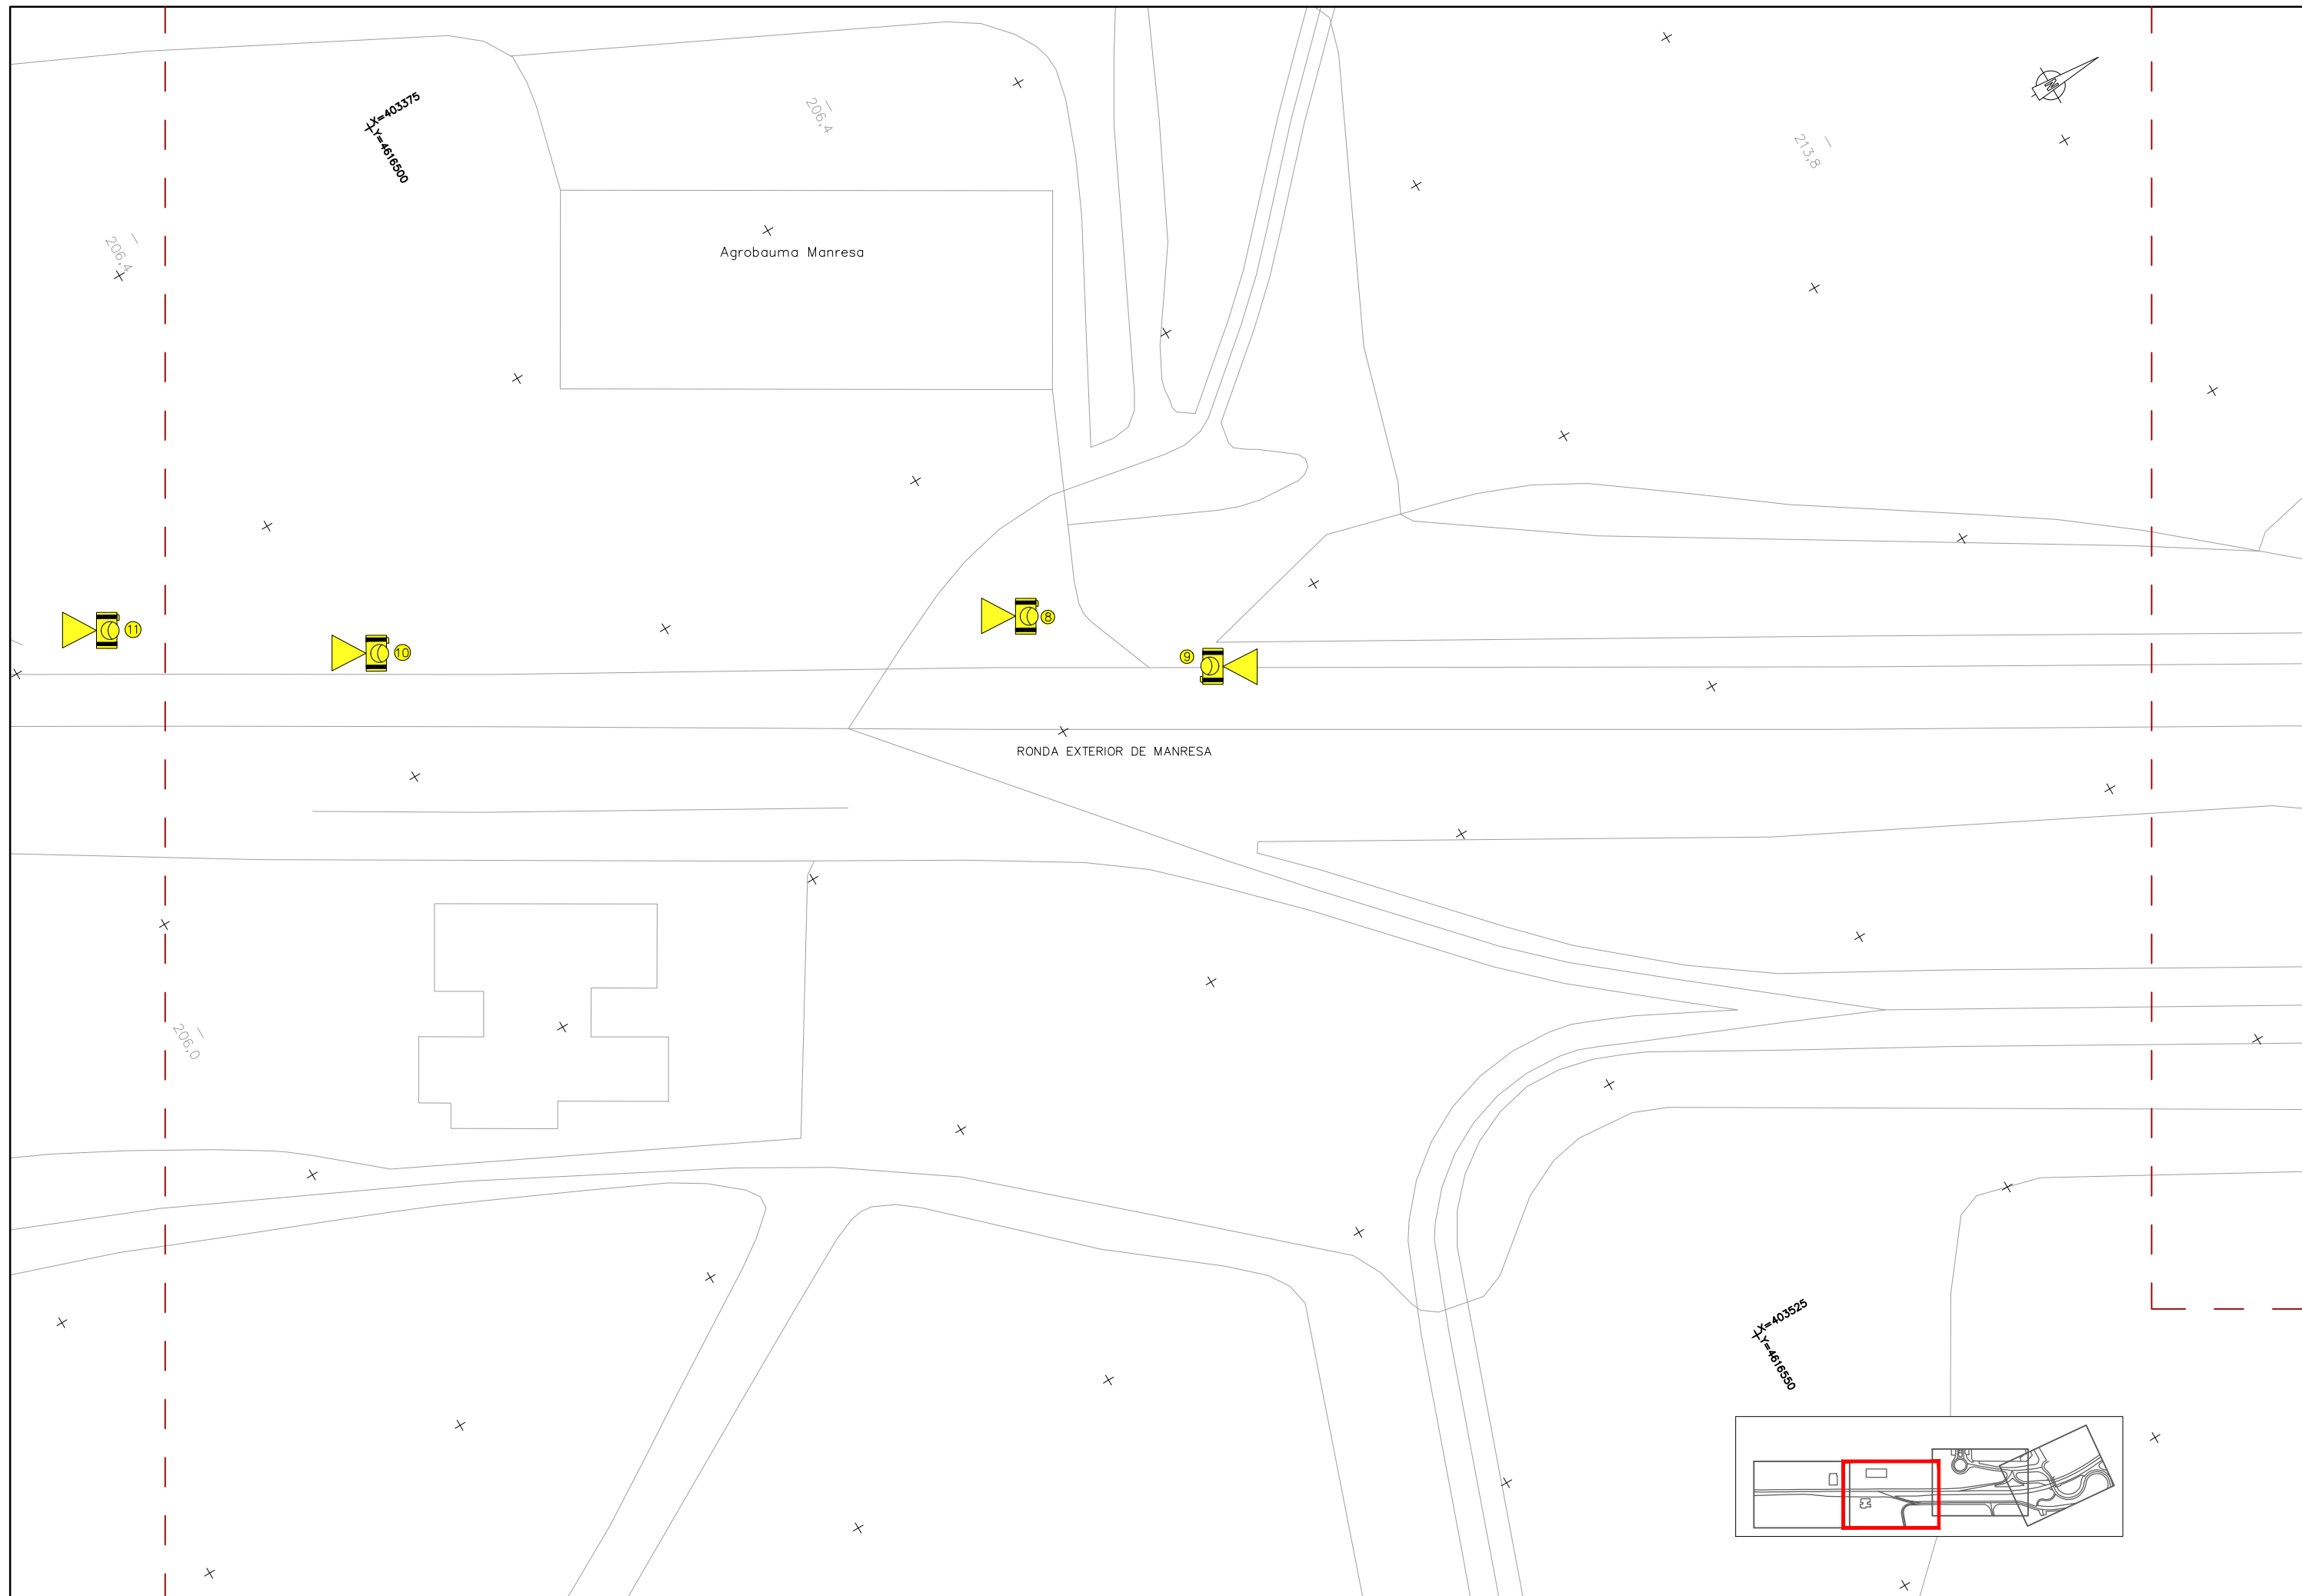 X=403375
Y=4616500
206,4
213,8
206,4
Agrobauma Manresa
8
11
10
9
RONDA EXTERIOR DE MANRESA
206,0
X=403525
Y=4616550